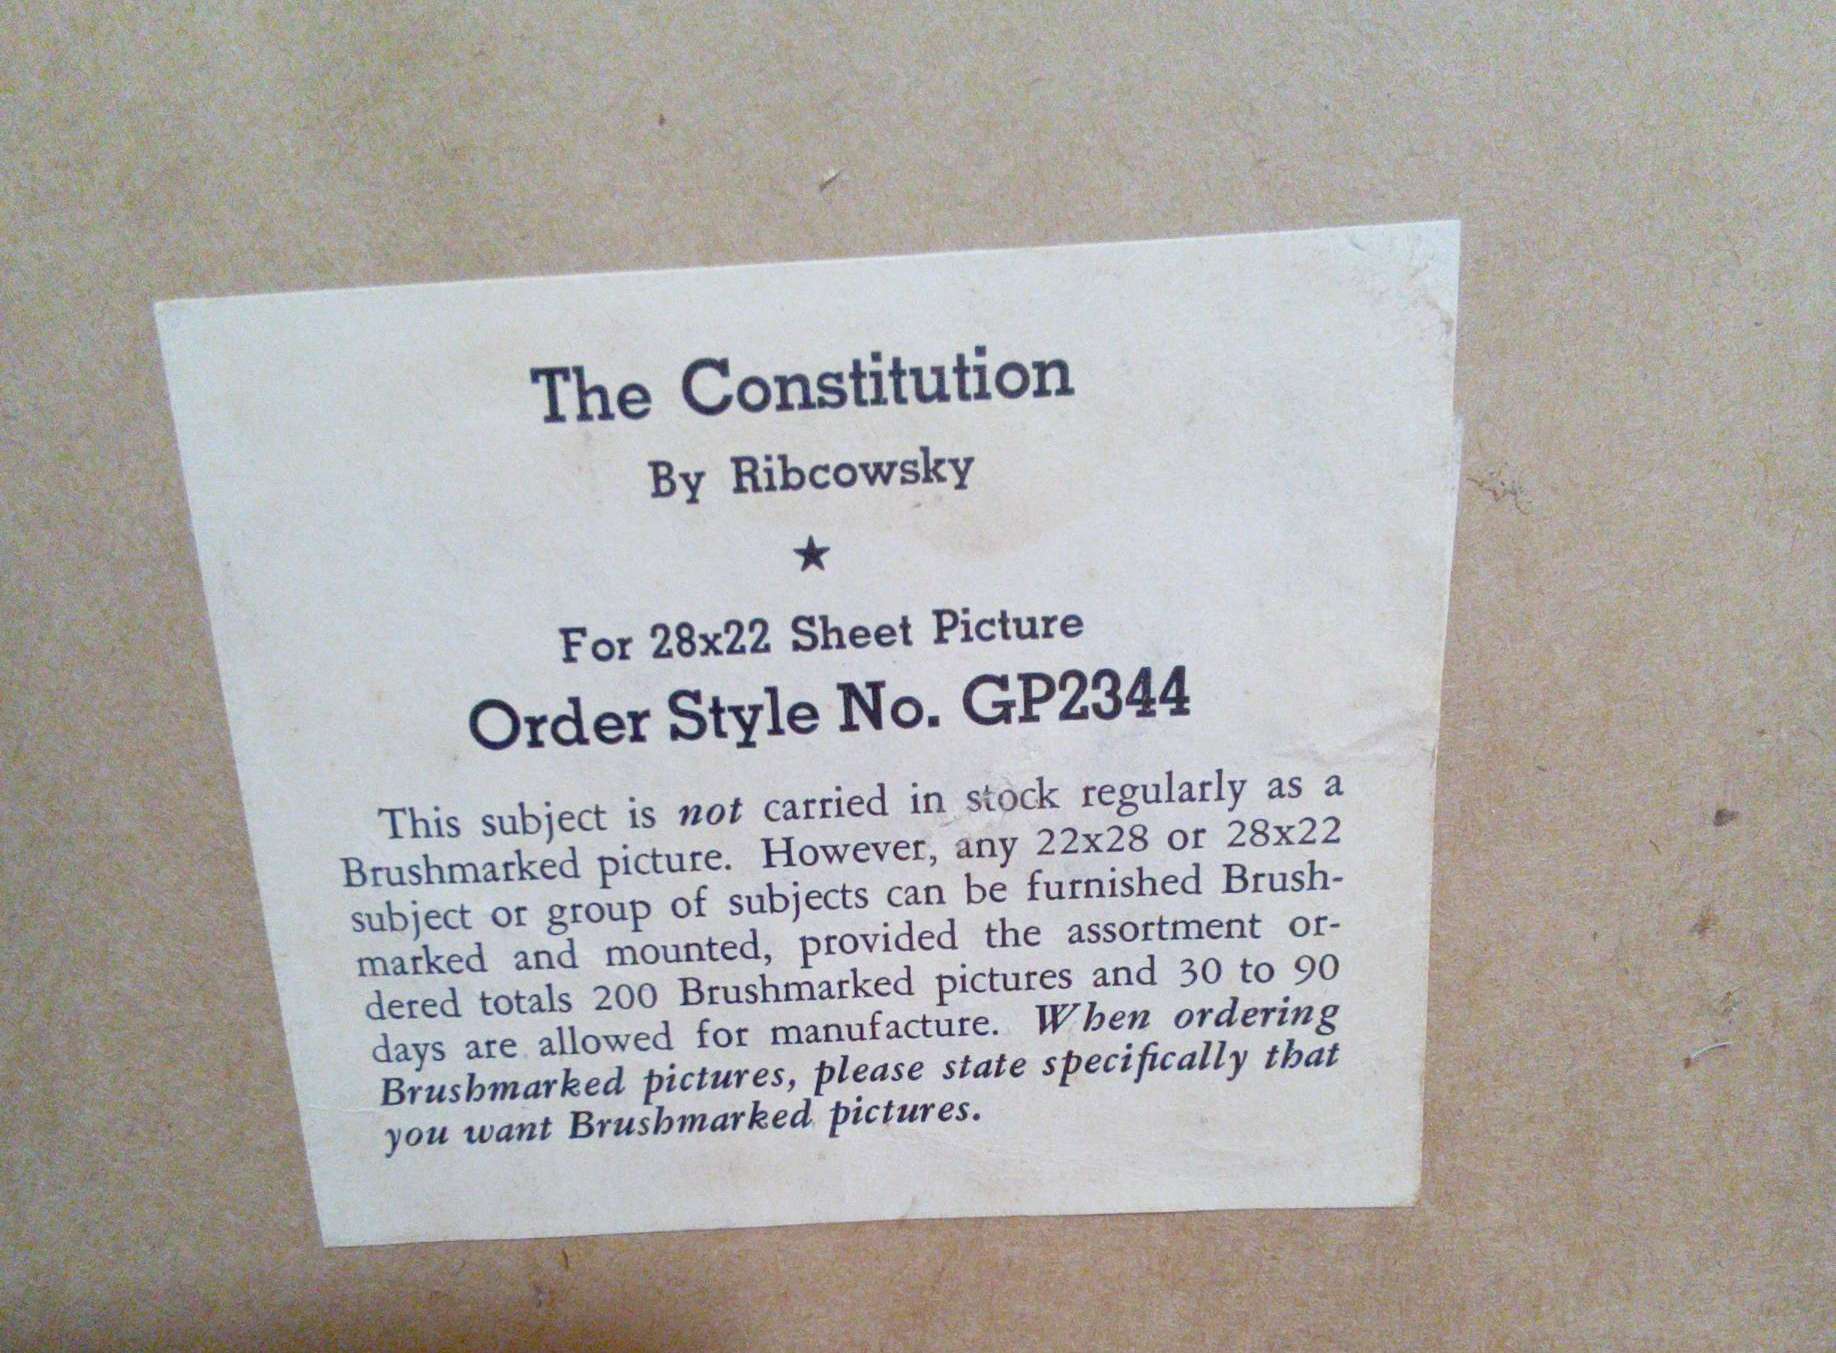 The Constitution
By Ribcowsky
★
For 28x22 Sheet Picture
Order Style No. GP2344
This subject is not carried in stock regularly as a
Brushmarked picture. However, any 22x28 or 28x22
subject or group of subjects can be furnished Brush-
marked and mounted, provided the assortment or-
dered totals 200 Brushmarked pictures and 30 to 90
days are allowed for manufacture. When ordering
Brushmarked pictures, please state specifically that
you want Brushmarked pictures.